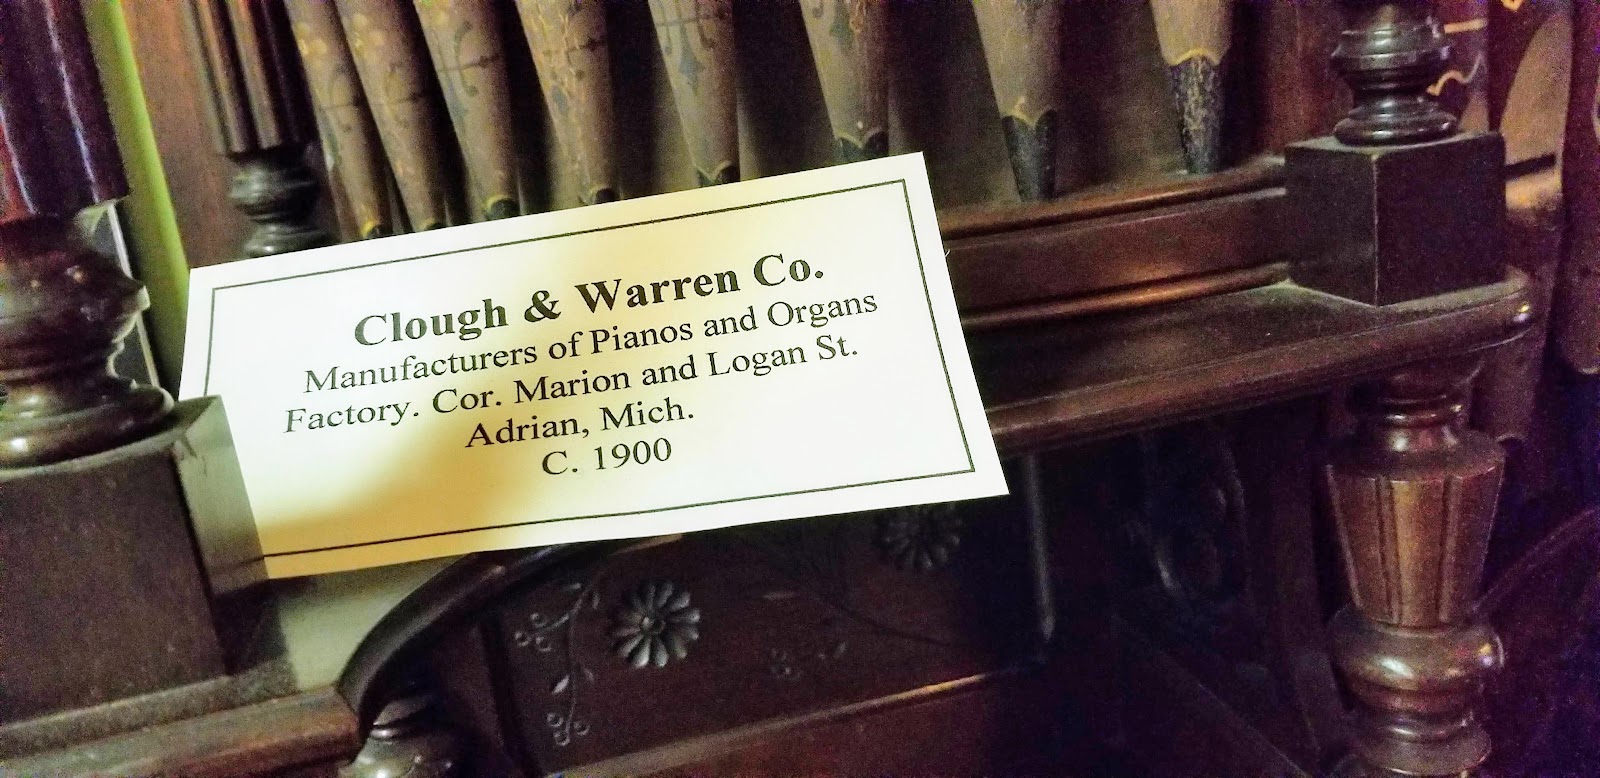 Clough & Warren Co.
Manufacturers of Pianos and Organs
Factory. Cor. Marion and Logan St.
Adrian, Mich.
C. 1900